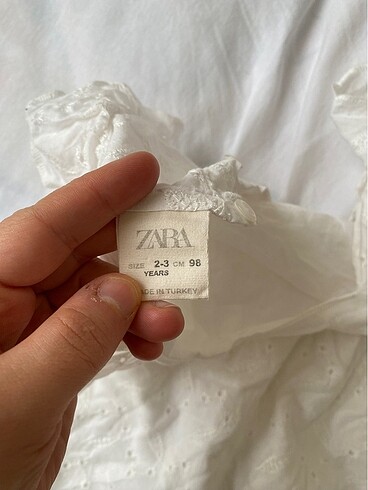 ZARA
SIZE 2-3 CM 98
YEARS
ADE IN TURKEY